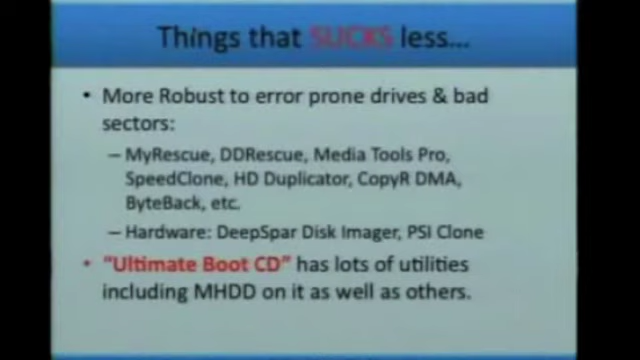 Things that SUCKS less...
• More Robust to error prone drives & bad
sectors:
– MyRescue, DDRescue, Media Tools Pro,
SpeedClone, HD Duplicator, CopyR DMA,
ByteBack, etc.
– Hardware: DeepSpar Disk Imager, PSI Clone
• "Ultimate Boot CD" has lots of utilities
including MHDD on it as well as others.